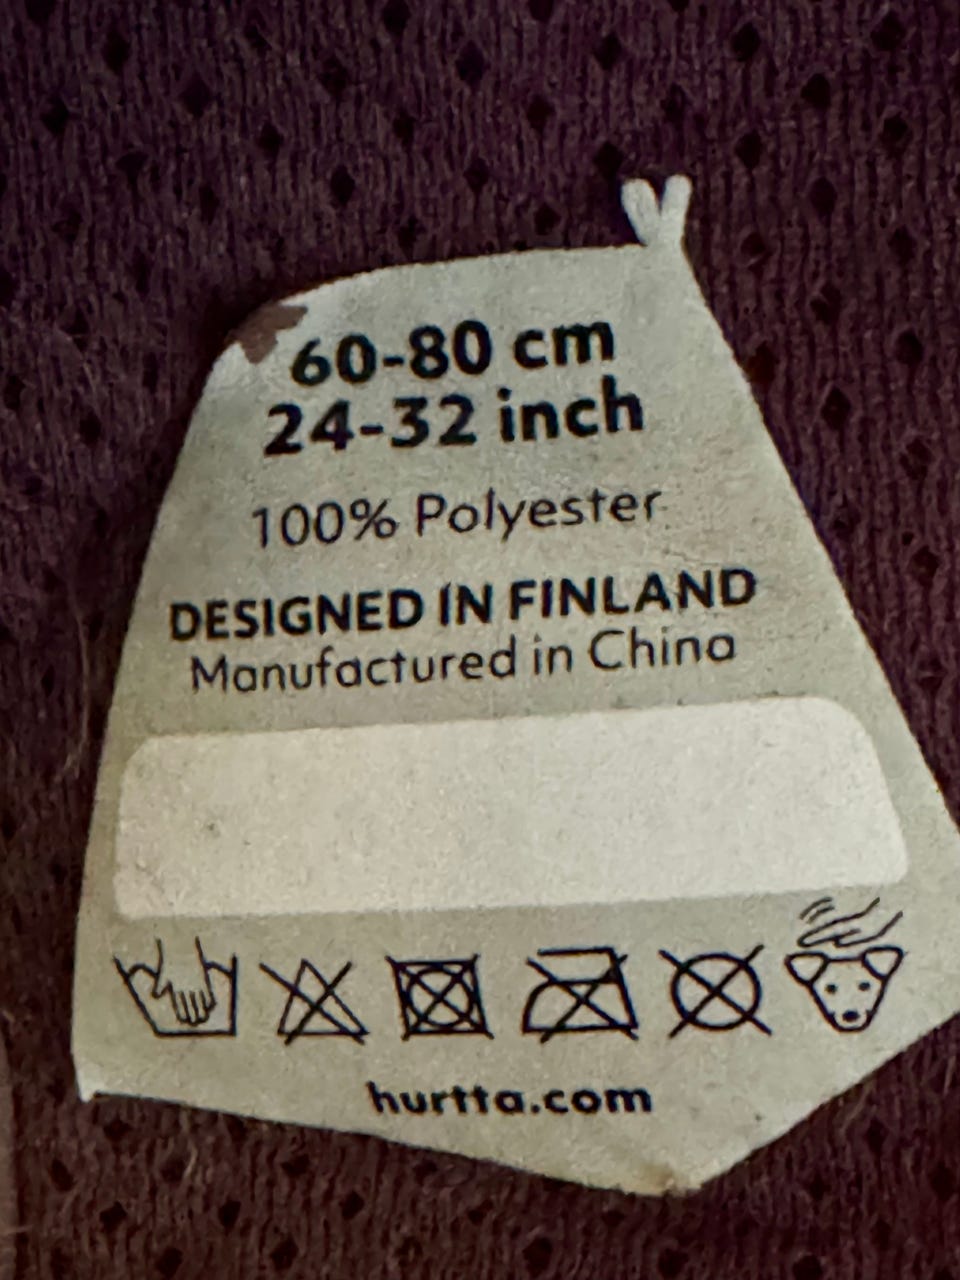 60-80 cm
24-32 inch
100% Polyester
DESIGNED IN FINLAND
Manufactured in China
hurtta.com